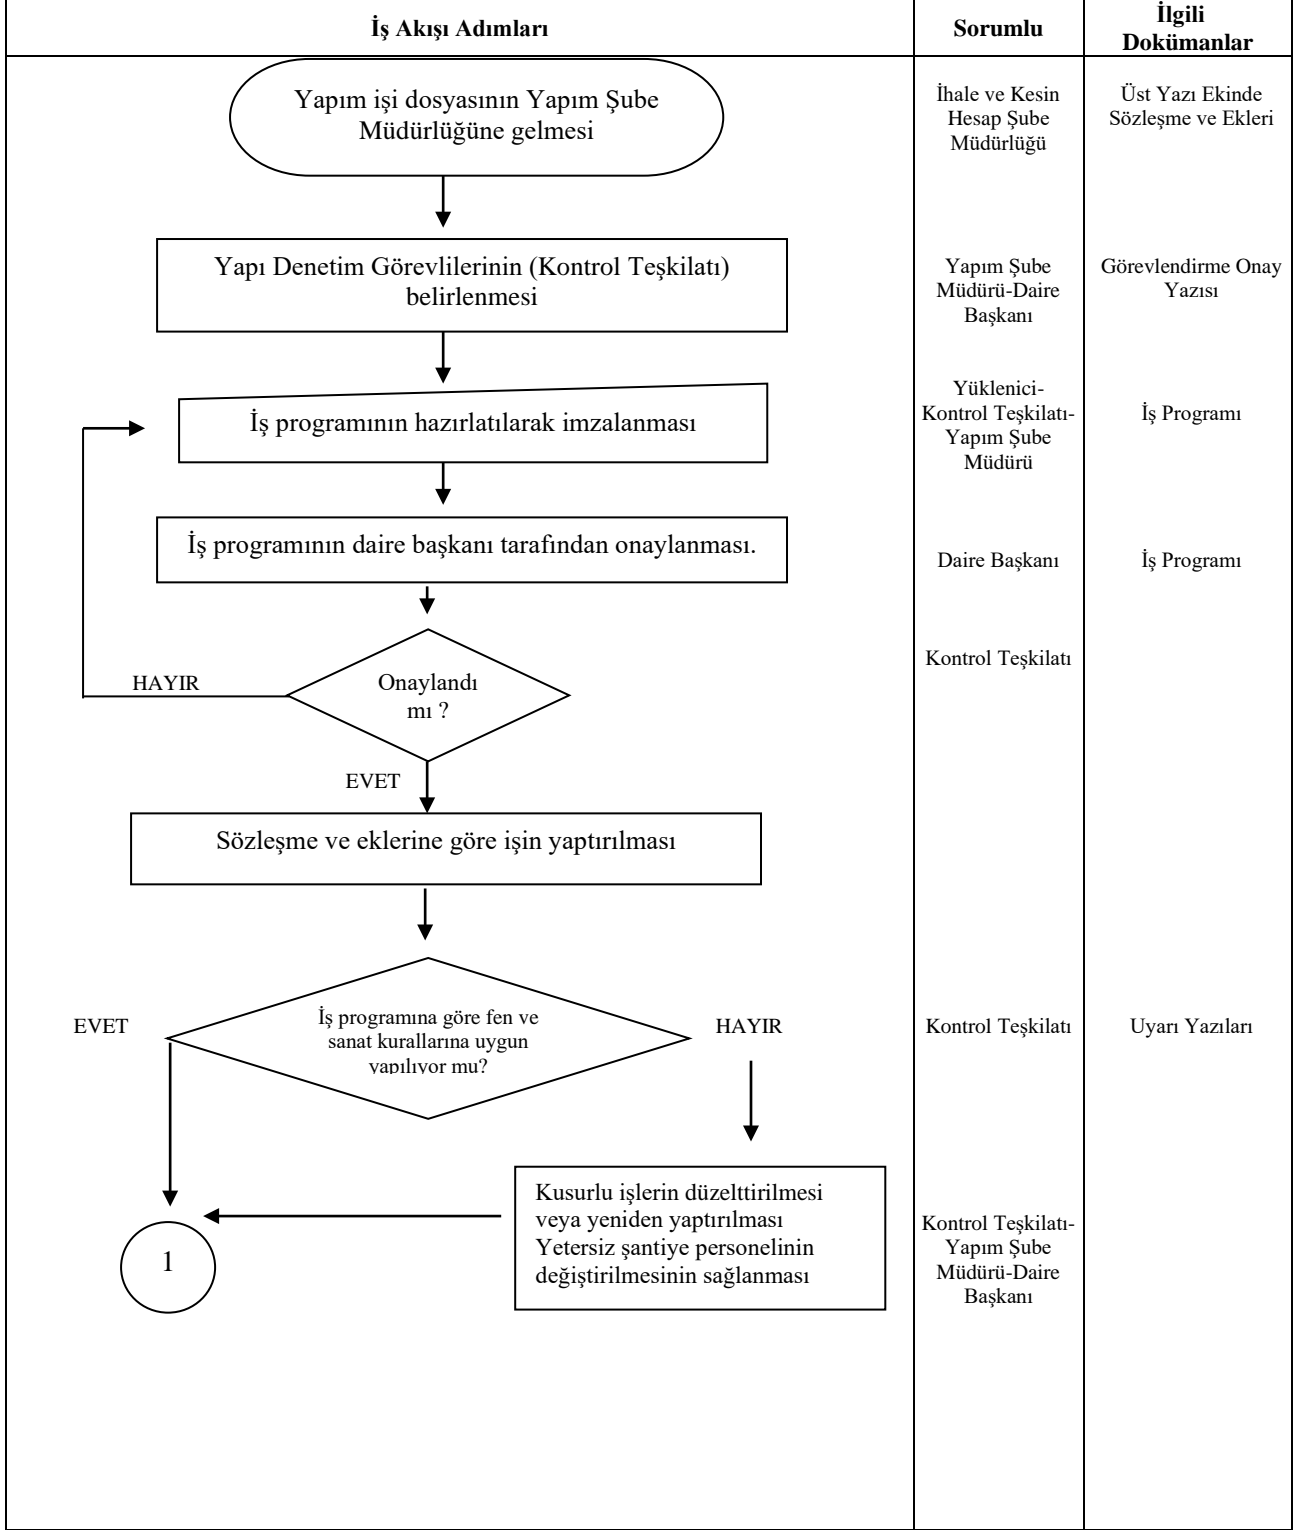 İş Akışı Adımları
Sorumlu
İlgili
Dokümanlar
Yapım işi dosyasının Yapım Şube
Müdürlüğüne gelmesi
İhale ve Kesin
Hesap Şube
Müdürlüğü
Üst Yazı Ekinde
Sözleşme ve Ekleri
Yapı Denetim Görevlilerinin (Kontrol Teşkilatı)
belirlenmesi
Yapım Şube
Müdürü-Daire
Başkanı
Görevlendirme Onay
Yazısı
İş programının hazırlatılarak imzalanması
Yüklenici-
Kontrol Teşkilatı-
Yapım Şube
Müdürü
İş Programı
İş programının daire başkanı tarafından onaylanması.
Daire Başkanı
İş Programı
Onaylandı
mı ?
HAYIR
Kontrol Teşkilatı
EVET
Sözleşme ve eklerine göre işin yaptırılması
EVET
İş programına göre fen ve
sanat kurallarına uygun
yapılıyor mu?
HAYIR
Kontrol Teşkilatı
Uyarı Yazıları
Kusurlu işlerin düzelttirilmesi
veya yeniden yaptırılması
Yetersiz şantiye personelinin
değiştirilmesinin sağlanması
1
Kontrol Teşkilatı-
Yapım Şube
Müdürü-Daire
Başkanı